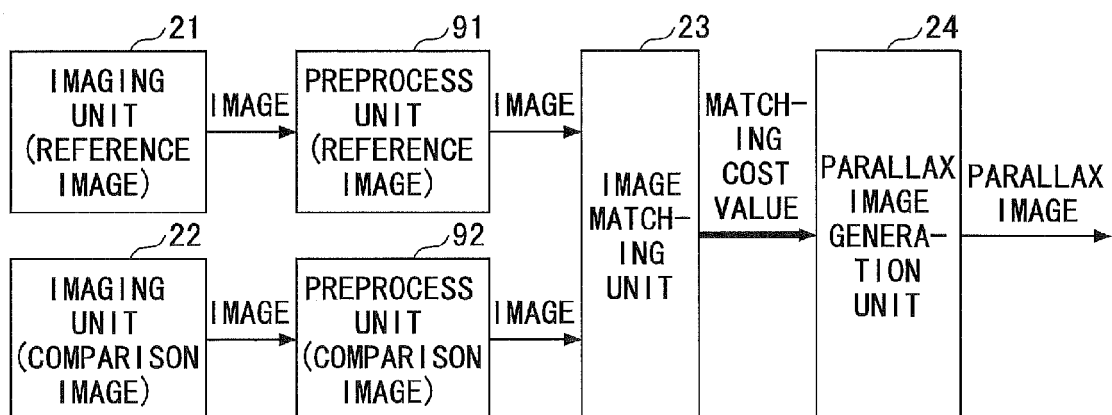 21
IMAGING
UNIT
(REFERENCE
IMAGE)
IMAGE
91
PREPROCESS
UNIT
(REFERENCE
IMAGE)
IMAGE
22
IMAGING
UNIT
(COMPARISON
IMAGE)
IMAGE
92
PREPROCESS
UNIT
(COMPARISON
IMAGE)
IMAGE
23
IMAGE
MATCH-
ING
UNIT
MATCH-
ING
COST
VALUE
24
PARALLAX
IMAGE
GENERA-
TION
UNIT
PARALLAX
IMAGE